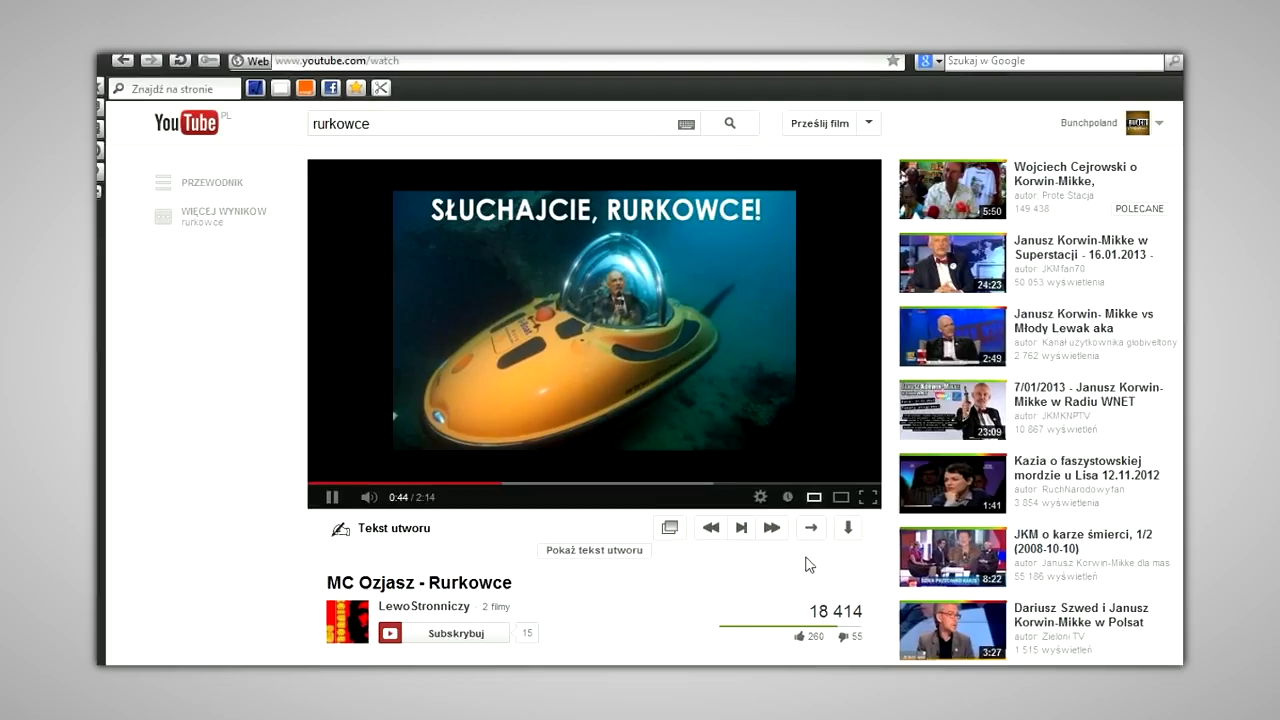 Web www.youtube.com/watch
Szukaj w Google
Znajdź na stronie
YouTube PL
rurkowce
Prześlij film
Bunchpoland
PRZEWODNIK
WIĘCEJ WYNIKÓW
rurkowce
SŁUCHAJCIE, RURKOWCE!
0:44 / 2:14
Tekst utworu
Pokaż tekst utworu
MC Ozjasz - Rurkowce
LewoStronniczy · 2 filmy
Subskrybuj 15
18 414
260 55
Wojciech Cejrowski o
Korwin-Mikke,
autor: Prote Stacja
149 438 POLECANE
5:50
Janusz Korwin-Mikke w
Superstacji - 16.01.2013 -
autor: JKMfan70
50 053 wyświetlenia
24:23
Janusz Korwin- Mikke vs
Młody Lewak aka
autor: Kanał użytkownika globiveltony
2 762 wyświetlenia
2:49
7/01/2013 - Janusz Korwin-
Mikke w Radiu WNET
autor: JKMKNPTV
10 867 wyświetleń
23:09
Kazia o faszystowskiej
mordzie u Lisa 12.11.2012
autor: RuchNarodowyfan
3 854 wyświetlenia
1:41
JKM o karze śmierci, 1/2
(2008-10-10)
autor: Janusz Korwin-Mikke dla mas
55 186 wyświetleń
8:22
Dariusz Szwed i Janusz
Korwin-Mikke w Polsat
autor: Zieloni TV
1 515 wyświetleń
3:27